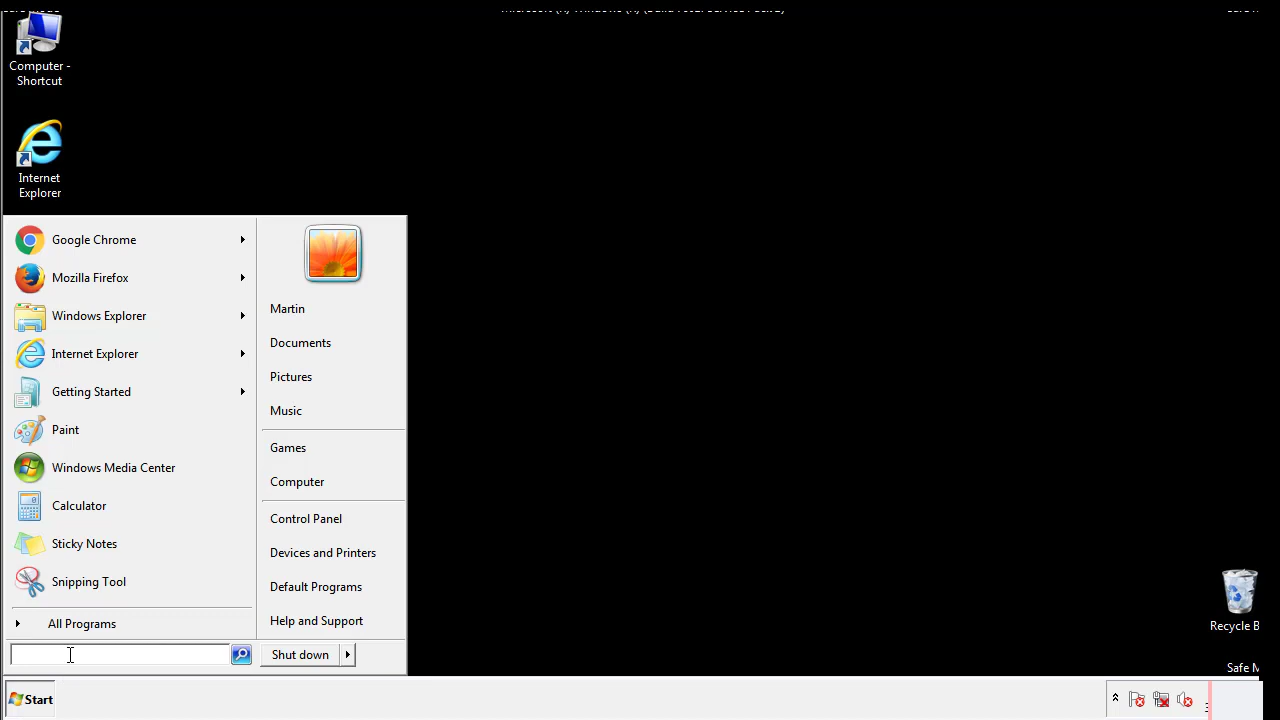 Computer -
Shortcut
Internet
Explorer
Google Chrome
Mozilla Firefox
Windows Explorer
Internet Explorer
Getting Started
Paint
Windows Media Center
Calculator
Sticky Notes
Snipping Tool
All Programs
Martin
Documents
Pictures
Music
Games
Computer
Control Panel
Devices and Printers
Default Programs
Help and Support
Shut down
Recycle B
Safe M
Start